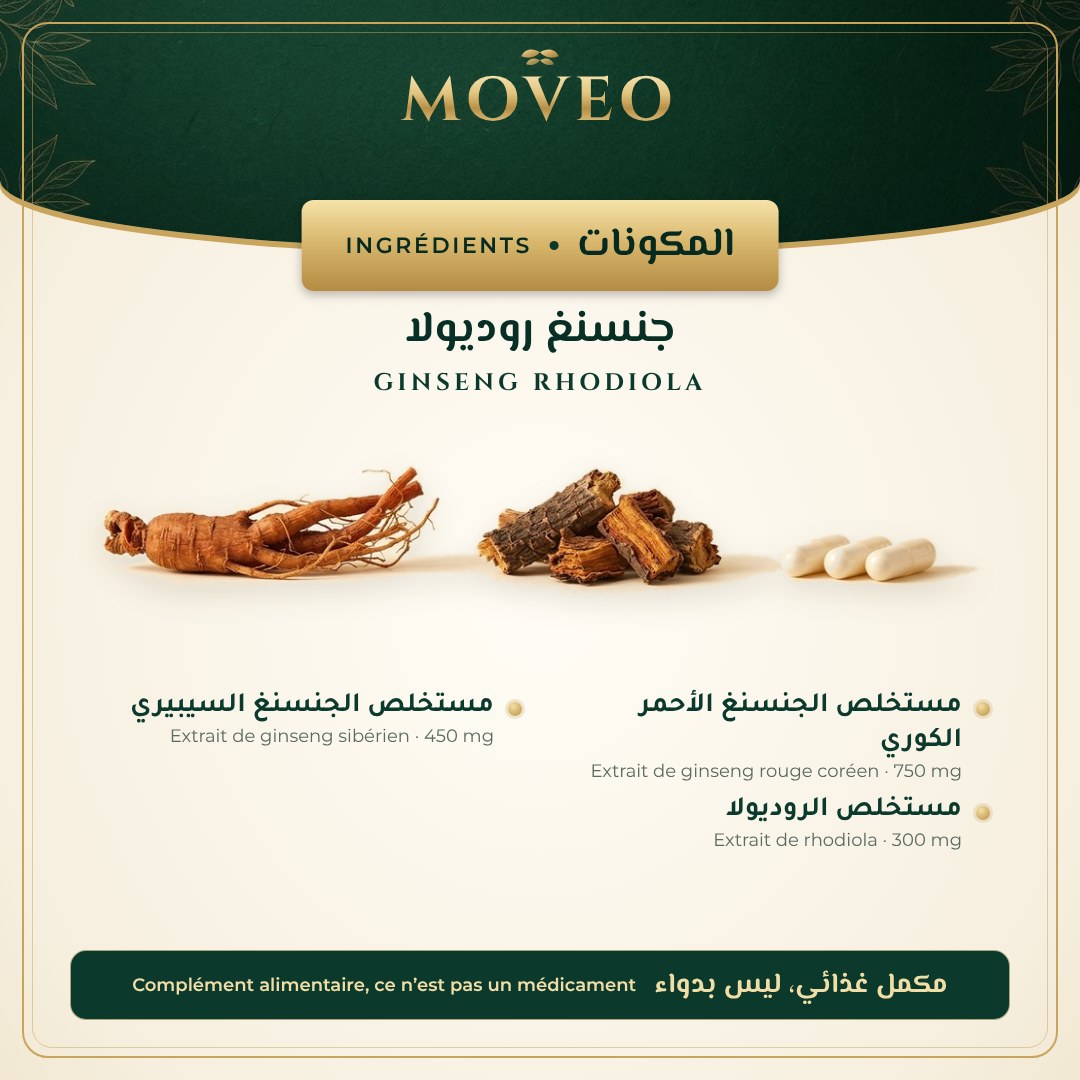 MOVEO
المكونات • INGRÉDIENTS
جنسنغ روديولا
GINSENG RHODIOLA
مستخلص الجنسنغ الأحمر
الكوري
Extrait de ginseng rouge coréen · 750 mg
مستخلص الجنسنغ السيبيري
Extrait de ginseng sibérien · 450 mg
مستخلص الروديولا
Extrait de rhodiola · 300 mg
مكمل غذائي، ليس بدواء Complément alimentaire, ce n’est pas un médicament